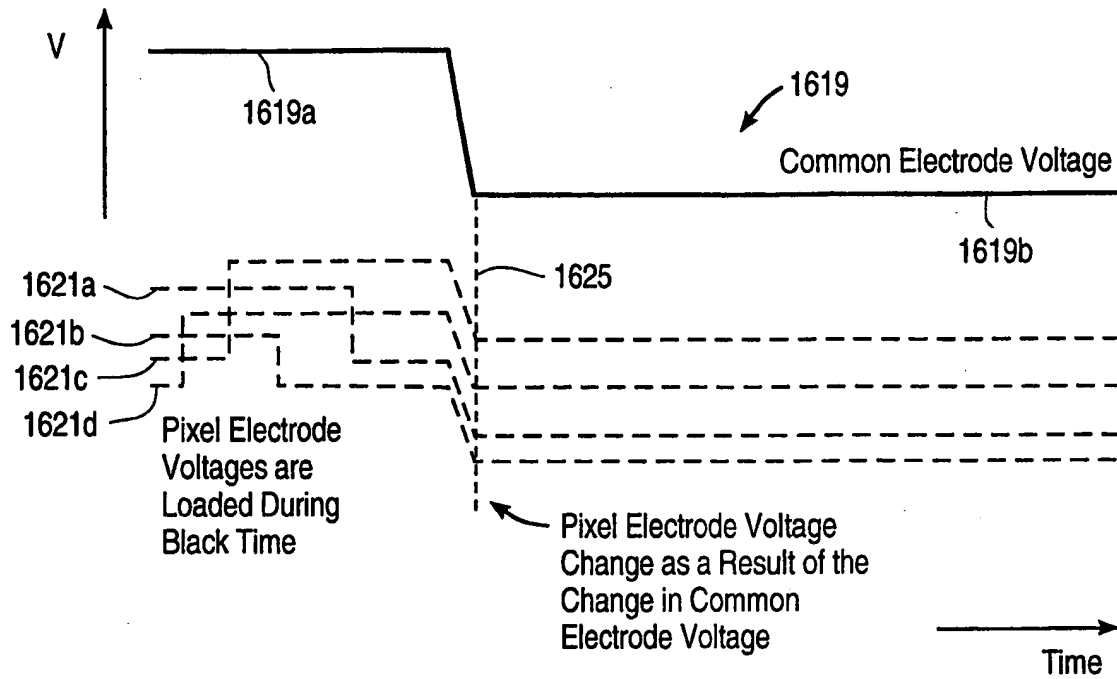 V
1619a
1619
Common Electrode Voltage
1619b
1625
1621a
1621b
1621c
1621d
Pixel Electrode
Voltages are
Loaded During
Black Time
Pixel Electrode Voltage
Change as a Result of the
Change in Common
Electrode Voltage
Time